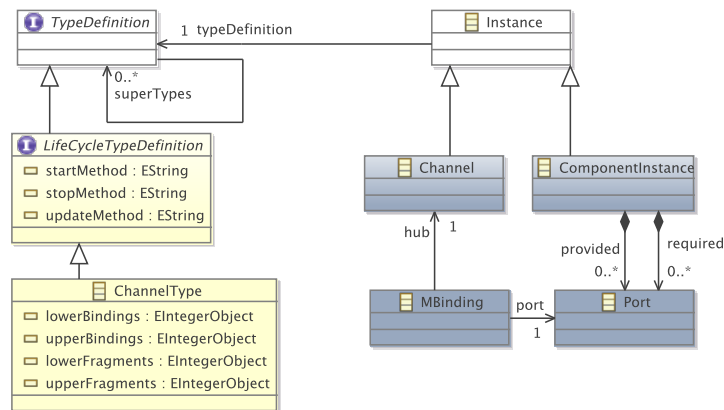 TypeDefinition
1 typeDefinition
Instance
0..*
superTypes
LifeCycleTypeDefinition
startMethod : EString
stopMethod : EString
updateMethod : EString
Channel
ComponentInstance
hub
1
provided
required
0..*
0..*
ChannelType
lowerBindings : EIntegerObject
upperBindings : EIntegerObject
lowerFragments : EIntegerObject
upperFragments : EIntegerObject
MBinding
port
1
Port